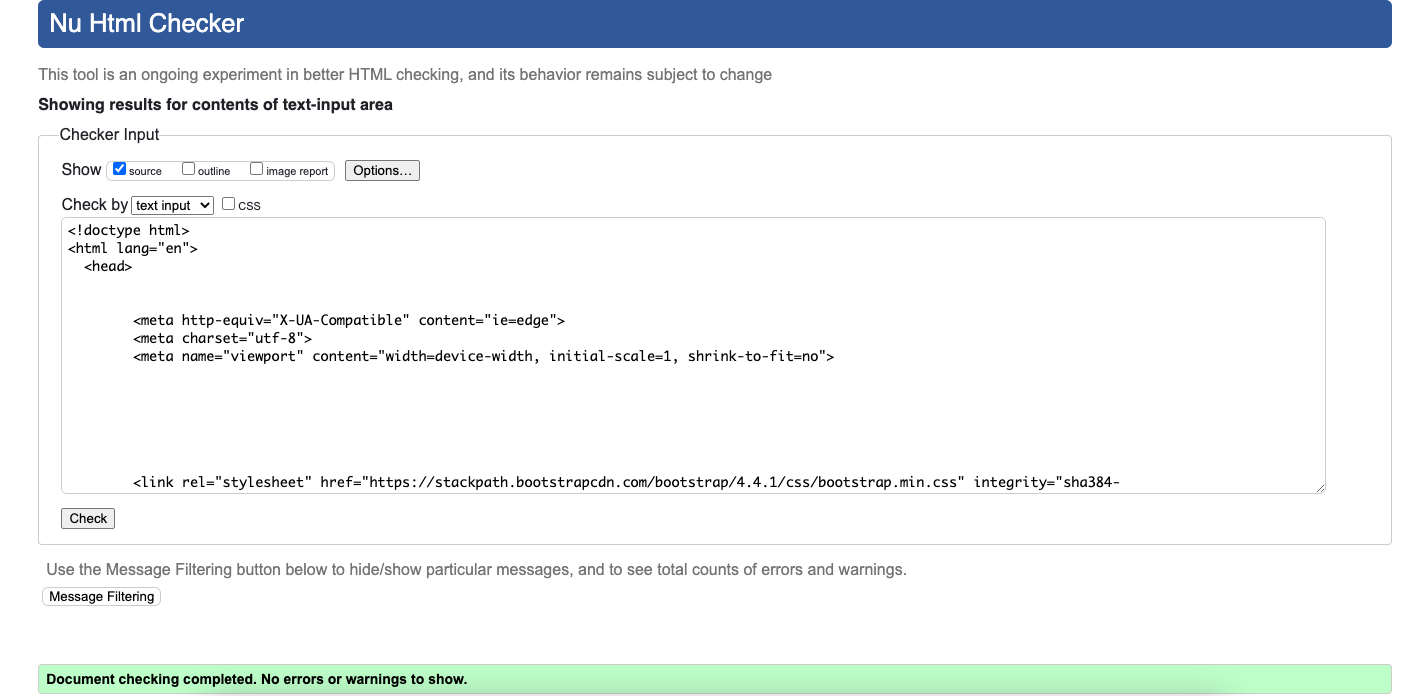 Nu Html Checker
This tool is an ongoing experiment in better HTML checking, and its behavior remains subject to change
Showing results for contents of text-input area
Checker Input
Show source outline image report Options...
Check by text input css
<!doctype html>
<html lang="en">
<head>
<meta http-equiv="X-UA-Compatible" content="ie=edge">
<meta charset="utf-8">
<meta name="viewport" content="width=device-width, initial-scale=1, shrink-to-fit=no">
<link rel="stylesheet" href="https://stackpath.bootstrapcdn.com/bootstrap/4.4.1/css/bootstrap.min.css" integrity="sha384-
Check
Use the Message Filtering button below to hide/show particular messages, and to see total counts of errors and warnings.
Message Filtering
Document checking completed. No errors or warnings to show.